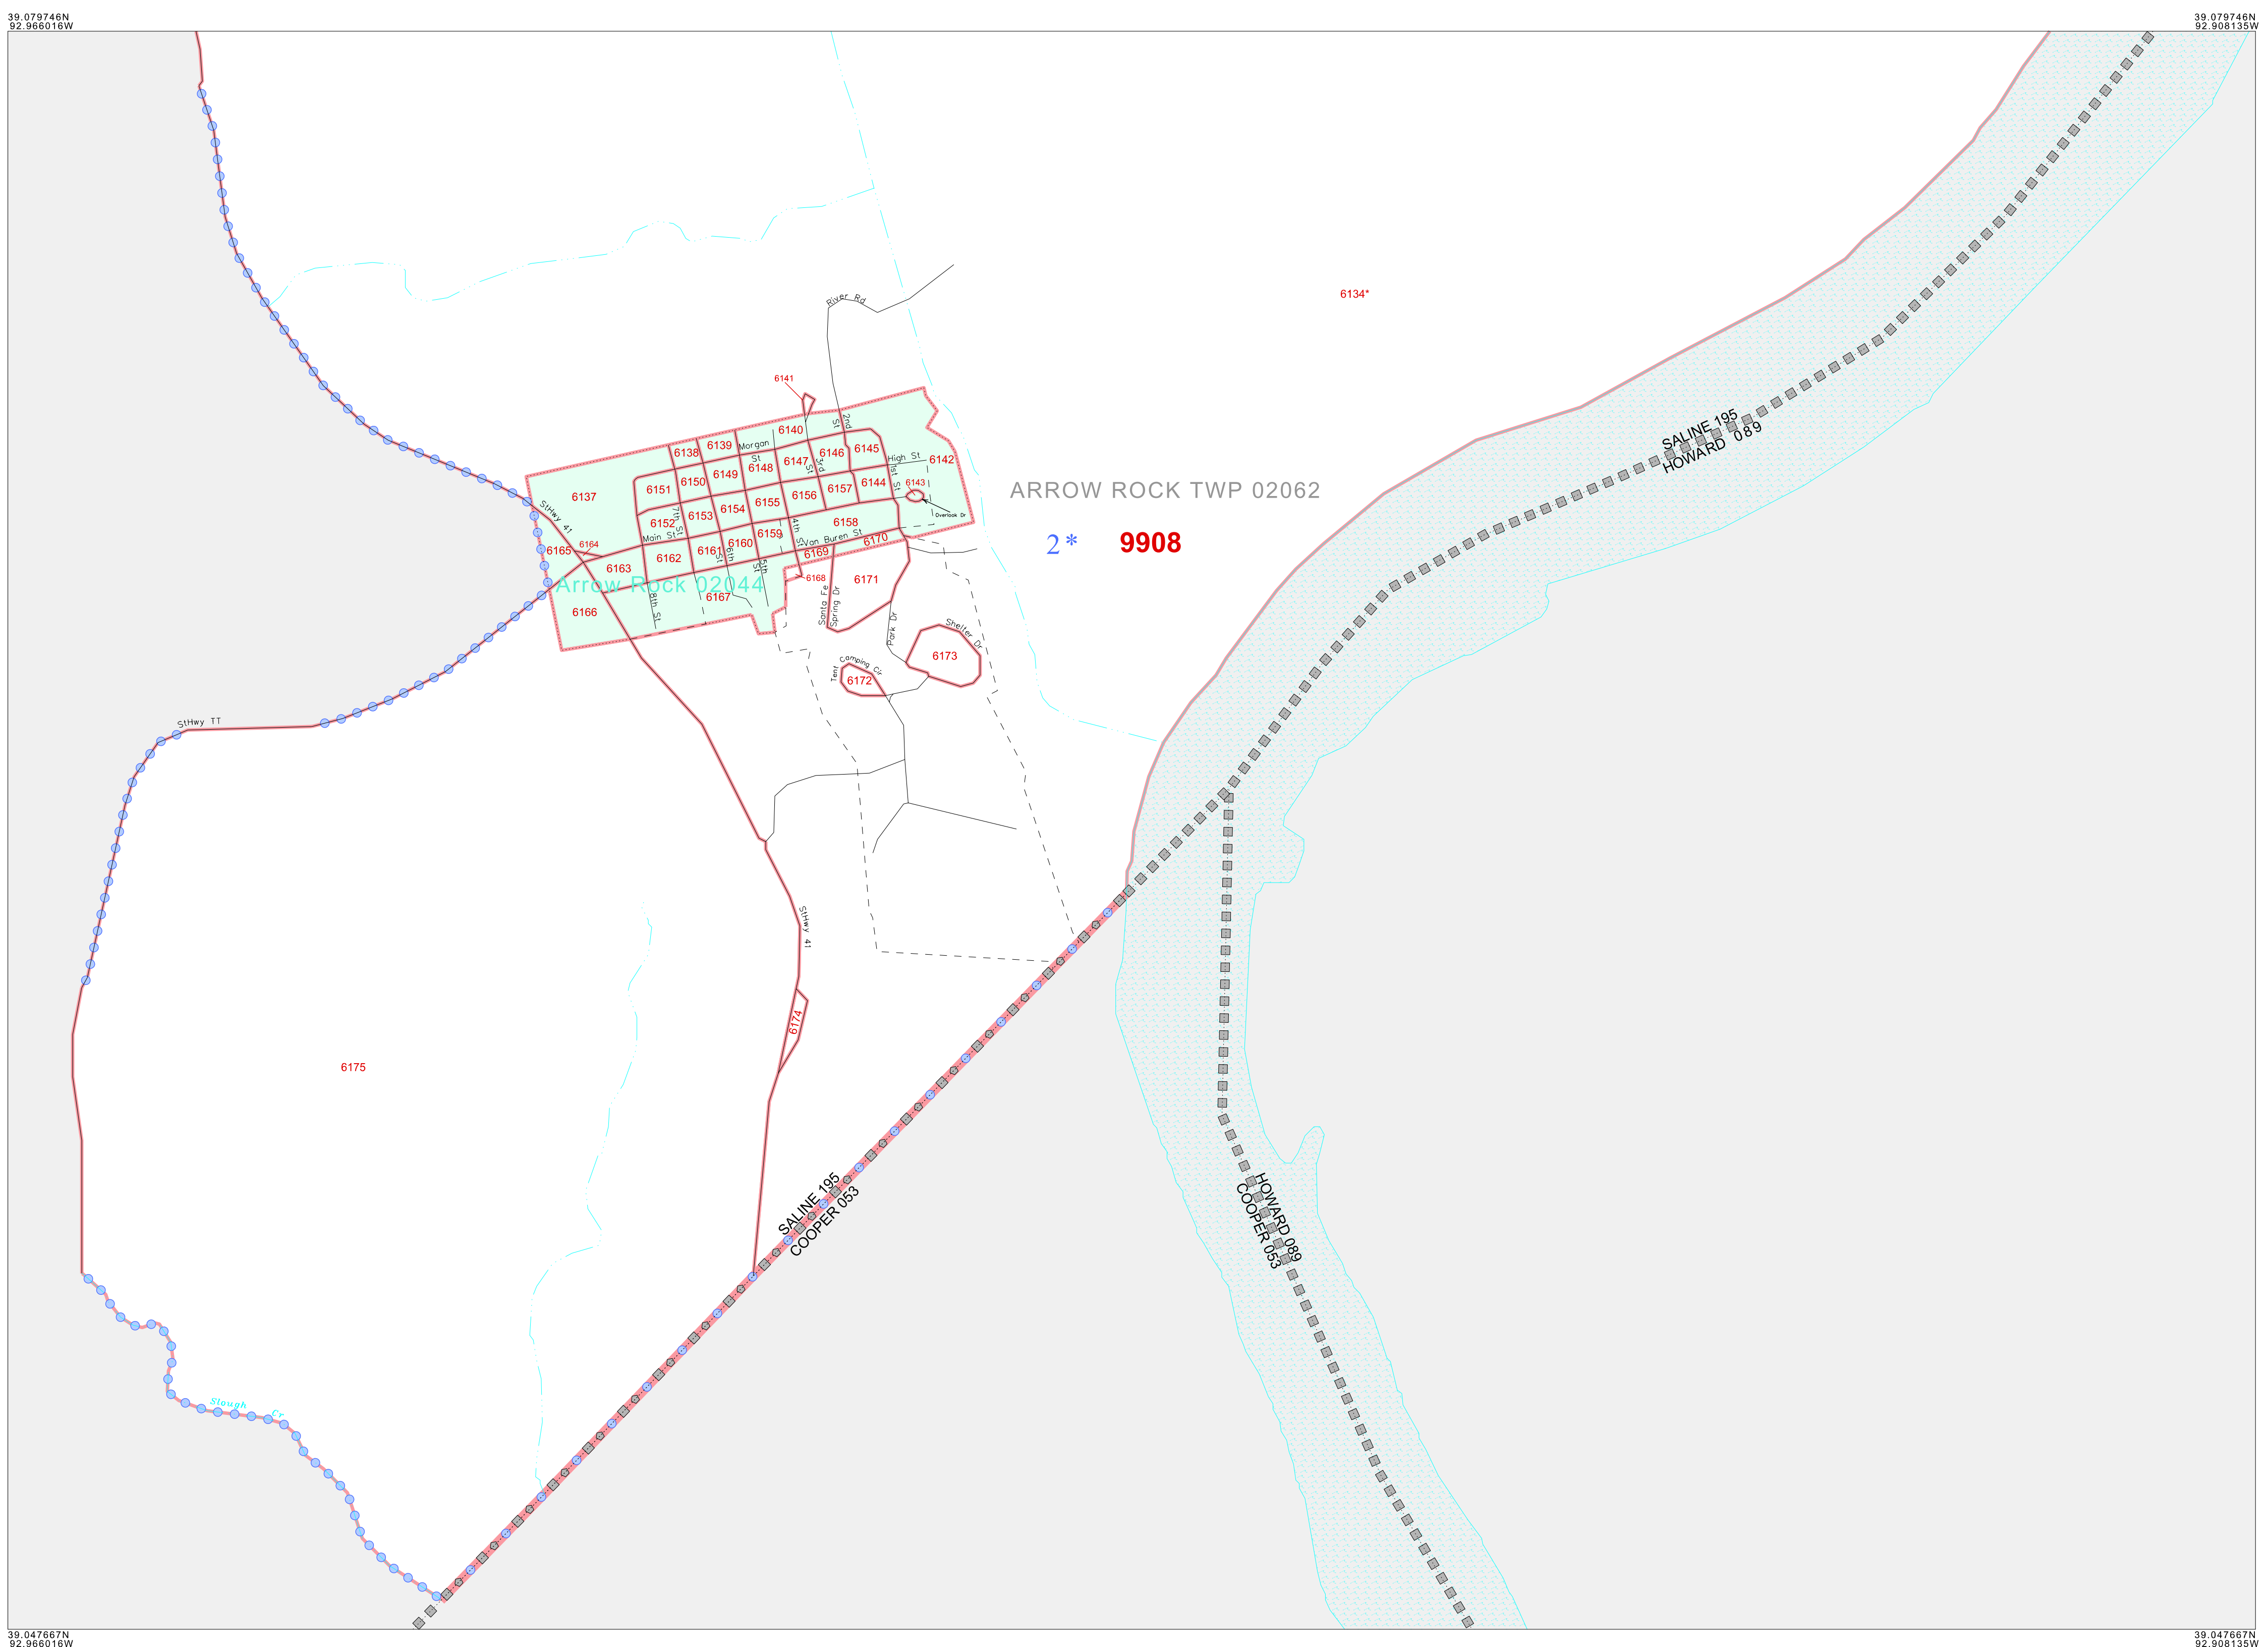 39.079746N
92.966016W
39.079746N
92.908135W
6134*
River Rd
6141
SALINE 195
HOWARD 089
2nd St
6140
6139
Morgan St
6138
6145
6146
High St
6142
3rd St
6147
6148
6149
6150
1st St
6143
6144
6151
6157
6156
6155
6137
ARROW ROCK TWP 02062
StHwy 41
6154
6153
7th St
Overlook Dr
6152
4th St
6158
6159
Main St
Van Buren St
6170
2*
9908
6164
6165
6160
6161
6th St
6169
6162
5th St
6163
6168
6171
Arrow Rock 02044
Santa Fe Spring Dr
6167
8th St
6166
Park Dr
Shelter Dr
6173
Tent Camping Cir
6172
StHwy TT
StHwy 41
6174
6175
SALINE 195
COOPER 053
HOWARD 089
COOPER 053
Slough Cr
39.047667N
92.966016W
39.047667N
92.908135W